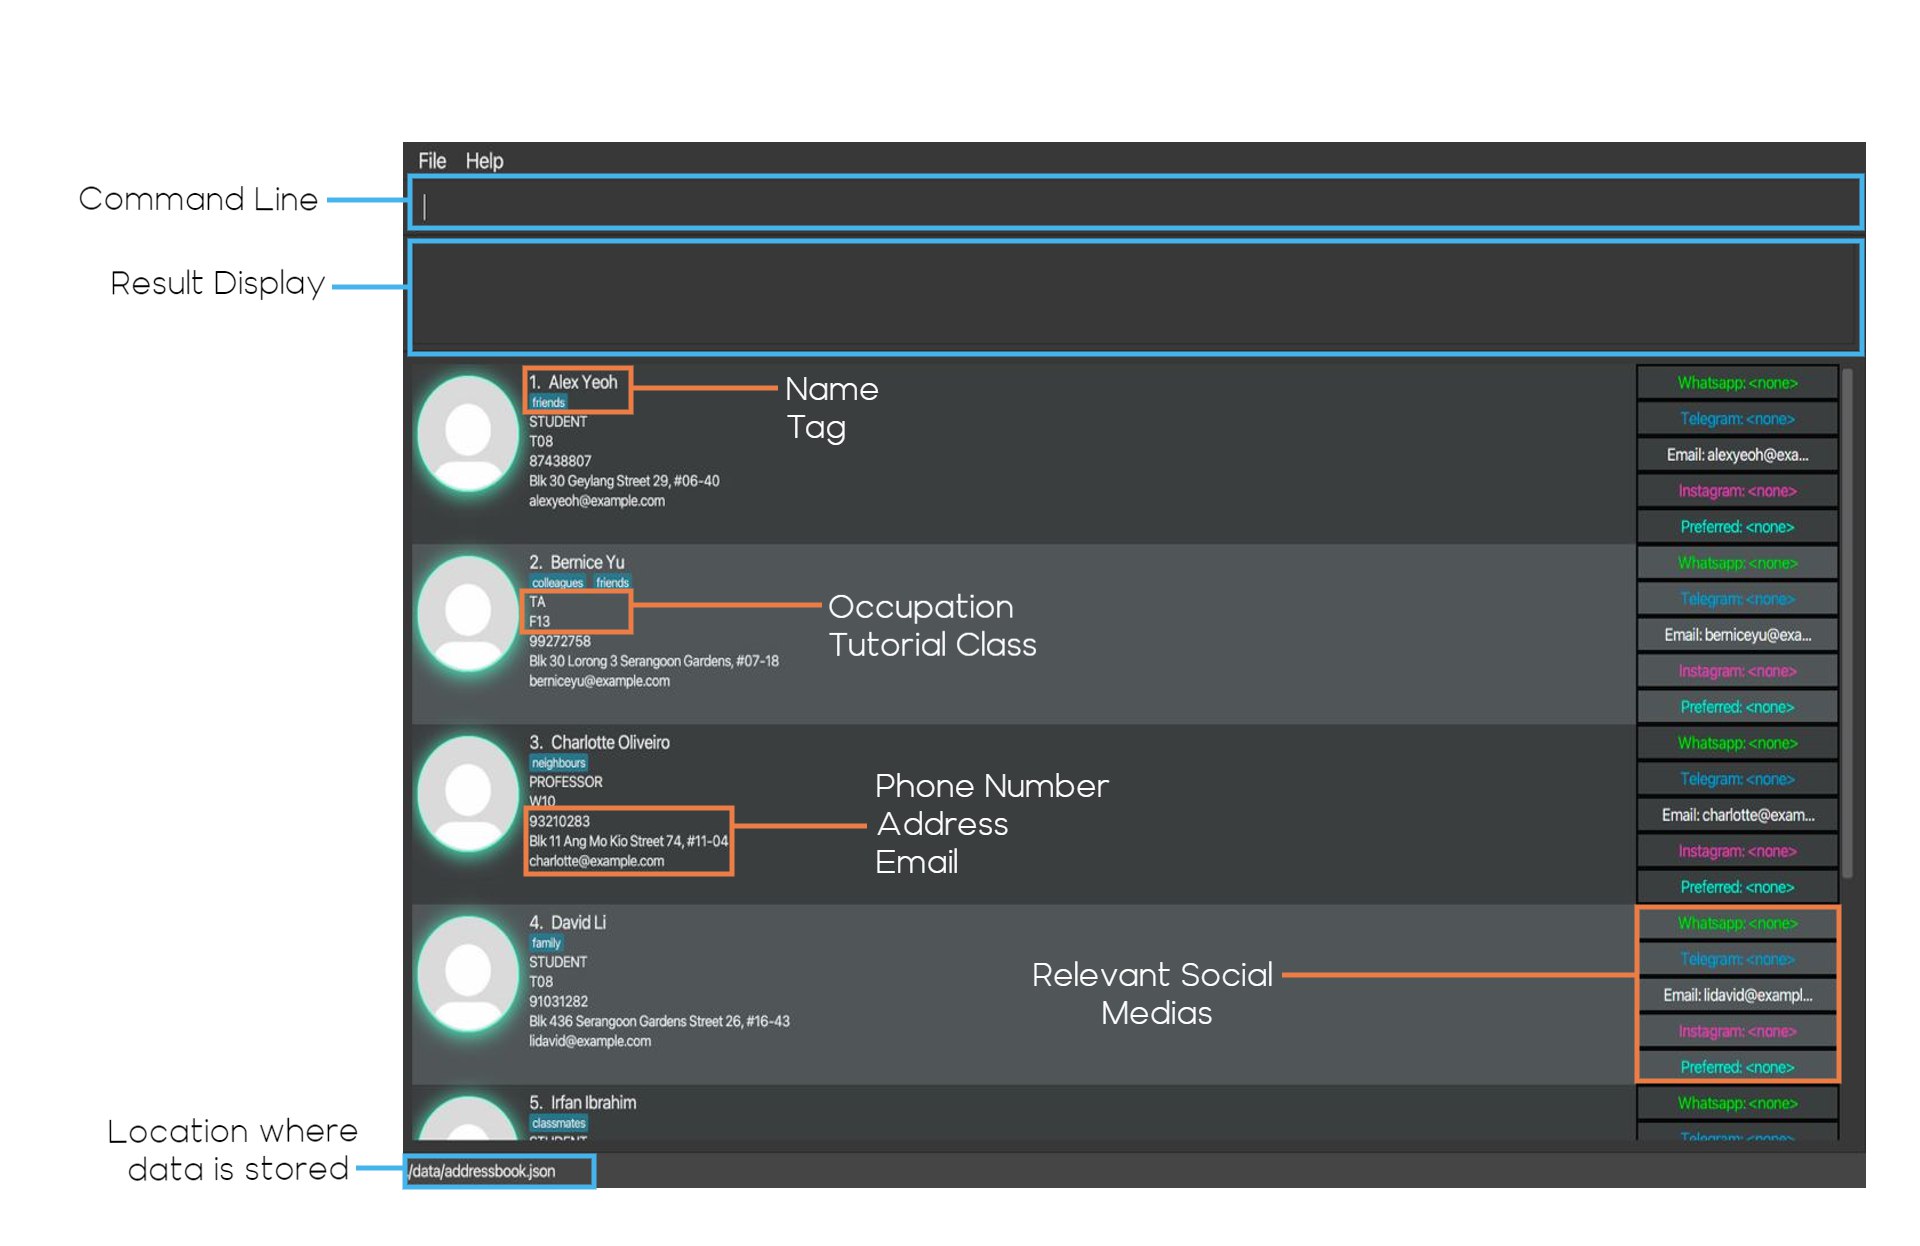 File Help
Command Line
Result Display
1. Alex Yeoh
friends
STUDENT
T08
87438807
Blk 30 Geylang Street 29, #06-40
alexyeoh@example.com
Name
Tag
Whatsapp: <none>
Telegram: <none>
Email: alexyeoh@exa...
Instagram: <none>
Preferred: <none>
2. Bernice Yu
colleagues friends
TA
F13
99272758
Blk 30 Lorong 3 Serangoon Gardens, #07-18
berniceyu@example.com
Occupation
Tutorial Class
Whatsapp: <none>
Telegram: <none>
Email: berniceyu@exa...
Instagram: <none>
Preferred: <none>
3. Charlotte Oliveiro
neighbours
PROFESSOR
W10
93210283
Blk 11 Ang Mo Kio Street 74, #11-04
charlotte@example.com
Phone Number
Address
Email
Whatsapp: <none>
Telegram: <none>
Email: charlotte@exam...
Instagram: <none>
Preferred: <none>
4. David Li
family
STUDENT
T08
91031282
Blk 436 Serangoon Gardens Street 26, #16-43
lidavid@example.com
Relevant Social
Medias
Whatsapp: <none>
Telegram: <none>
Email: lidavid@exampl...
Instagram: <none>
Preferred: <none>
5. Irfan Ibrahim
classmates
STUDENT
Whatsapp: <none>
Telegram: <none>
Location where
data is stored
/data/addressbook.json